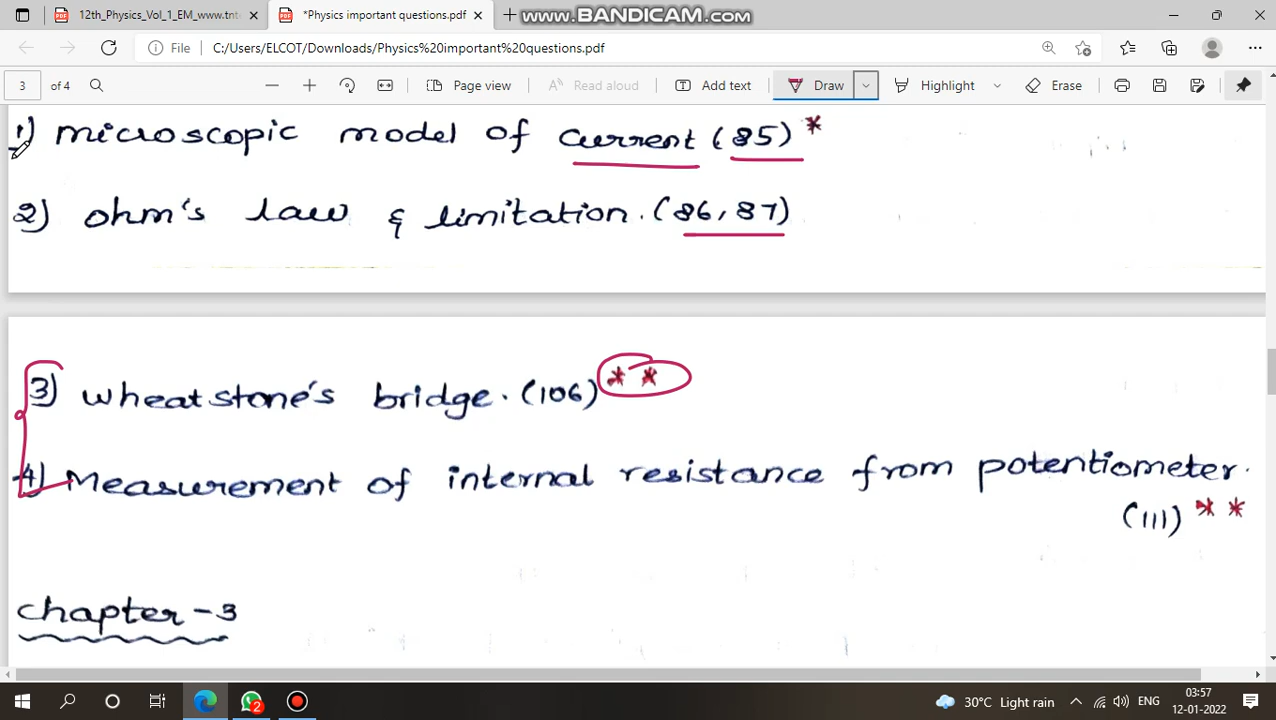 12th_Physics_Vol_1_EM_www.tnt
*Physics important questions.pdf
www.BANDICAM.com
File
C:/Users/ELCOT/Downloads/Physics%20important%20questions.pdf
3 of 4
Page view
Read aloud
Add text
Draw
Highlight
Erase
1) microscopic model of current (85) *
2) ohm's law & limitation. (86, 87)
3) wheatstone's bridge. (106) * *
4) Measurement of internal resistance from potentiometer.
(111) * *
chapter - 3
2
30°C Light rain
ENG
03:57
12-01-2022